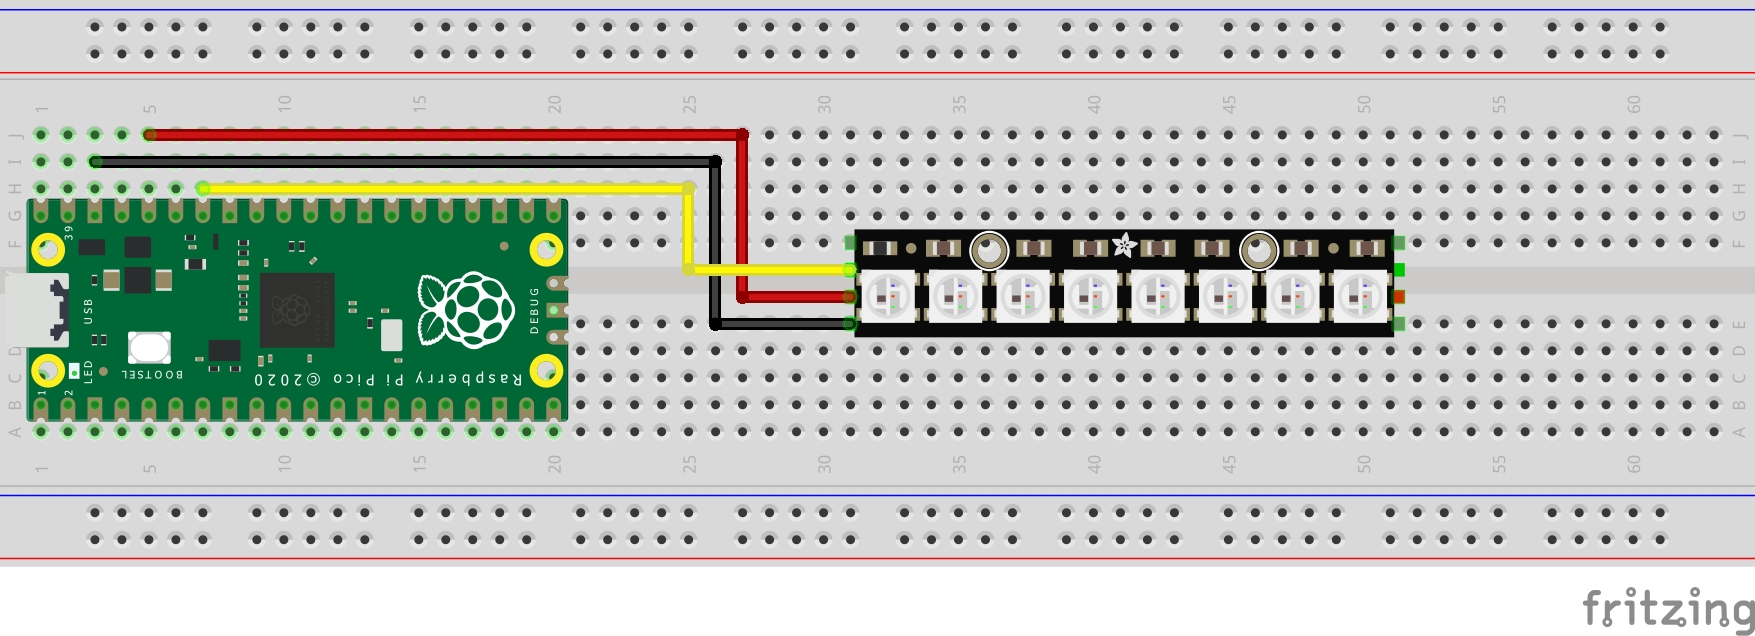 1 5 10 15 20 25 30 35 40 45 50 55 60
J J
I I
H H
G G
F F
39
USB
DEBUG
E
D D
LED
BOOTSEL
Raspberry Pi Pico ©2020
C C
1
2
B B
A A
1 5 10 15 20 25 30 35 40 45 50 55 60
fritzing